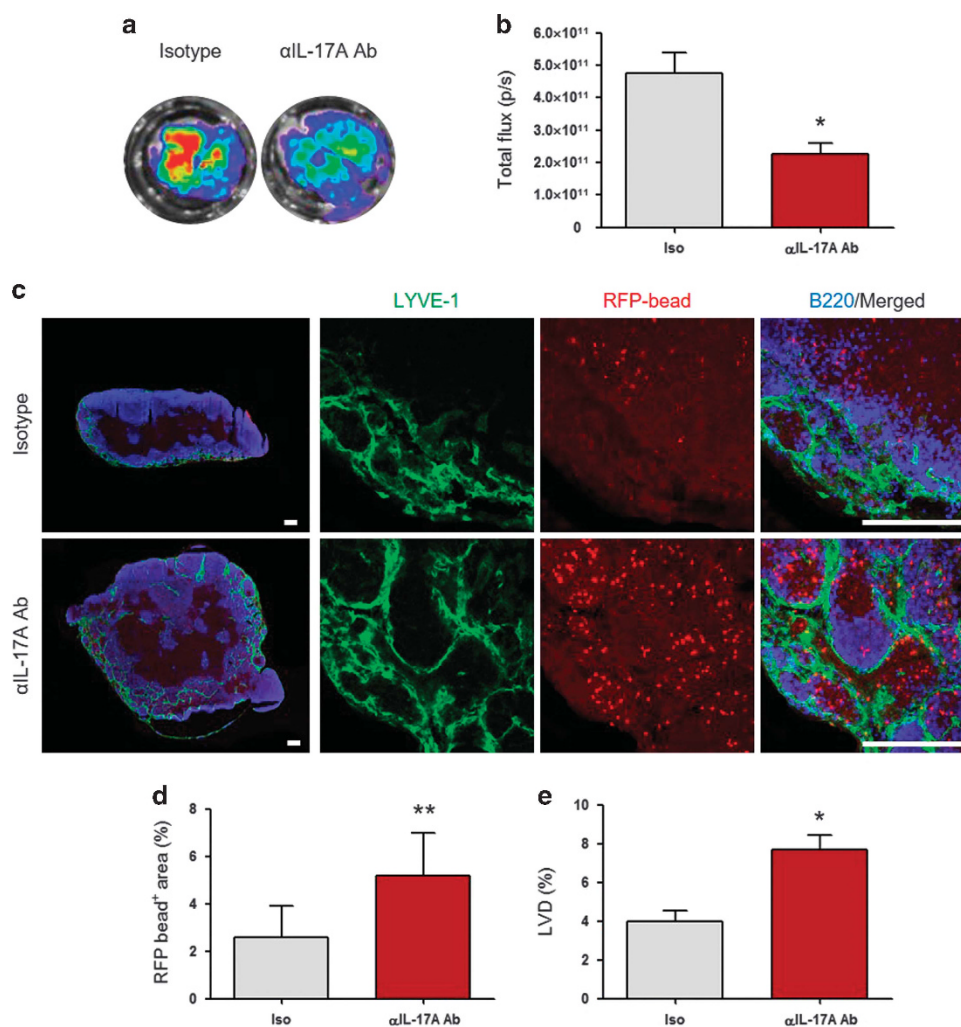 a
Isotype αIL-17A Ab
b
Total flux (p/s)
6.0×10¹¹
5.0×10¹¹
4.0×10¹¹
3.0×10¹¹
2.0×10¹¹
1.0×10¹¹
0
*
Iso αIL-17A Ab
c
LYVE-1 RFP-bead B220/Merged
Isotype
αIL-17A Ab
d
RFP bead⁺ area (%)
8
6
4
2
0
**
Iso αIL-17A Ab
e
LVD (%)
10
8
6
4
2
0
*
Iso αIL-17A Ab